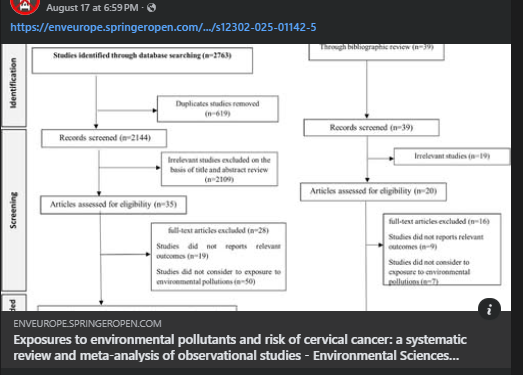 August 17 at 6:59 PM ·
https://enveurope.springeropen.com/.../s12302-025-01142-5
Identification
Studies identified through database searching (n=2763)
Through bibliographic review (n=39)
Duplicates studies removed
(n=619)
Records screened (n=2144)
Records screened (n=39)
Screening
Irrelevant studies excluded on the
basis of title and abstract review
(n=2109)
Irrelevant studies (n=19)
Articles assessed for eligibility (n=35)
Articles assessed for eligibility (n=20)
full-text articles excluded (n=28)
Studies did not reports relevant
outcomes (n=19)
Studies did not consider to exposure to
environmental pollutions (n=50)
full-text articles excluded (n=16)
Studies did not reports relevant
outcomes (n=9)
Studies did not consider to
exposure to environmental
pollutions (n=7)
ENVEUROPE.SPRINGEROPEN.COM
Exposures to environmental pollutants and risk of cervical cancer: a systematic
review and meta-analysis of observational studies - Environmental Sciences...